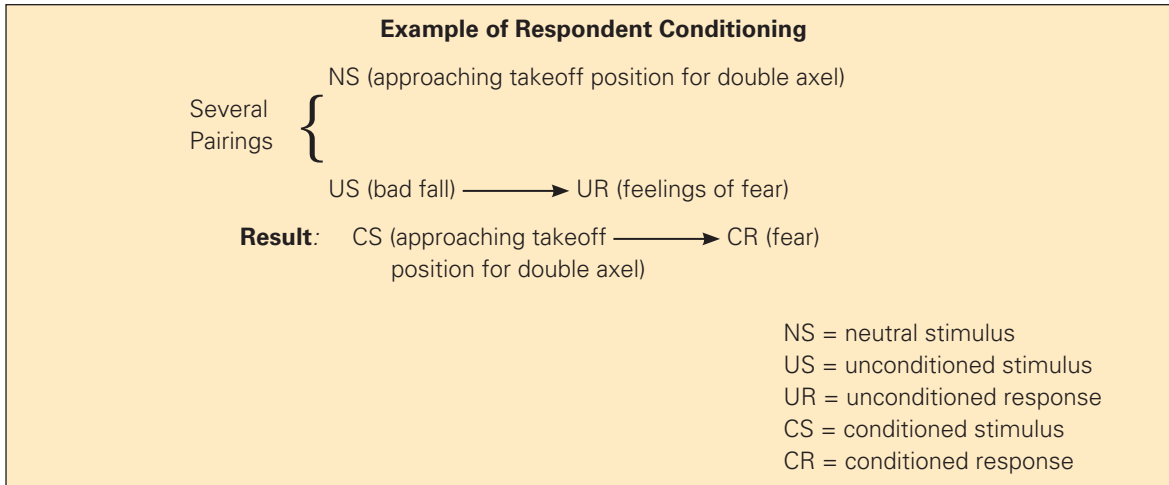 Example of Respondent Conditioning
NS (approaching takeoff position for double axel)
Several
Pairings
US (bad fall) UR (feelings of fear)
Result: CS (approaching takeoff CR (fear)
position for double axel)
NS = neutral stimulus
US = unconditioned stimulus
UR = unconditioned response
CS = conditioned stimulus
CR = conditioned response